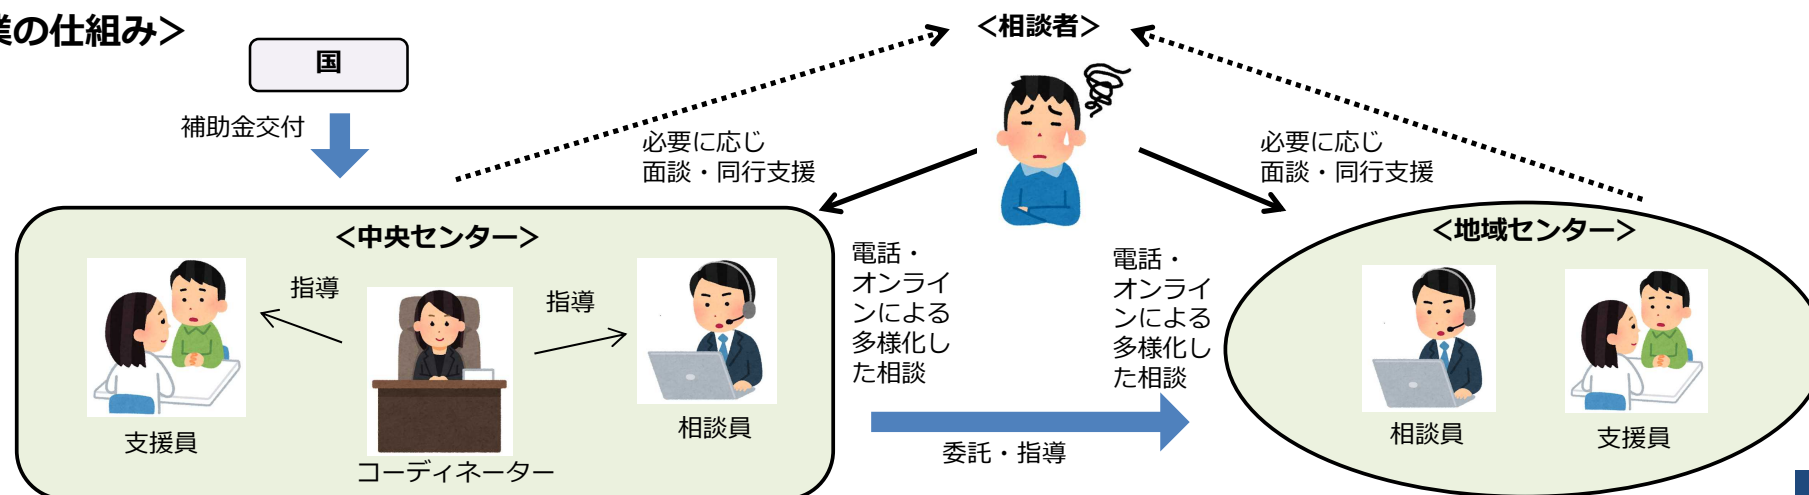 業の仕組み>
国
補助金交付
<相談者>
必要に応じ
面談・同行支援
必要に応じ
面談・同行支援
<中央センター>
指導
指導
支援員
コーディネーター
相談員
電話・
オンライ
ンによる
多様化し
た相談
電話・
オンライ
ンによる
多様化し
た相談
委託・指導
<地域センター>
相談員
支援員